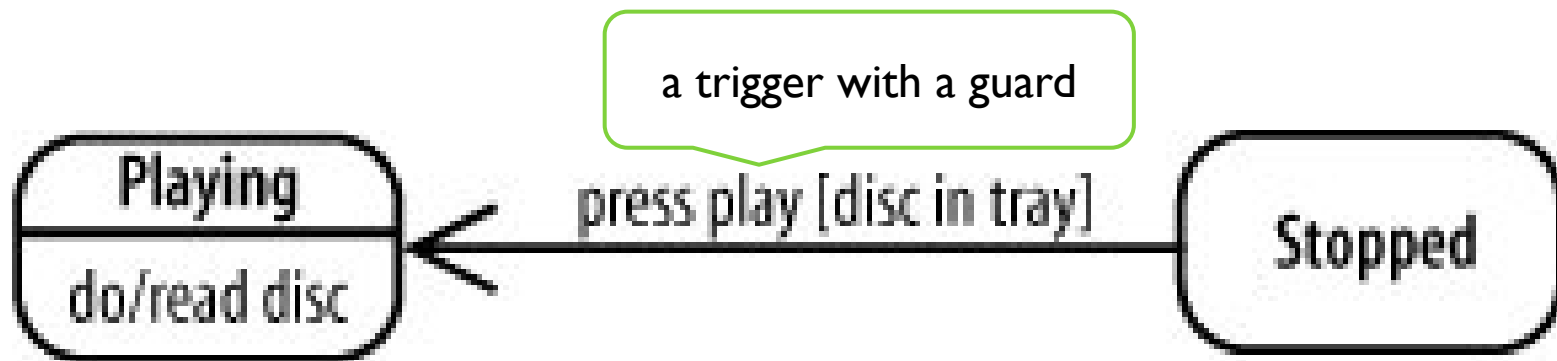 a trigger with a guard
Playing
press play [disc in tray]
Stopped
do/read disc